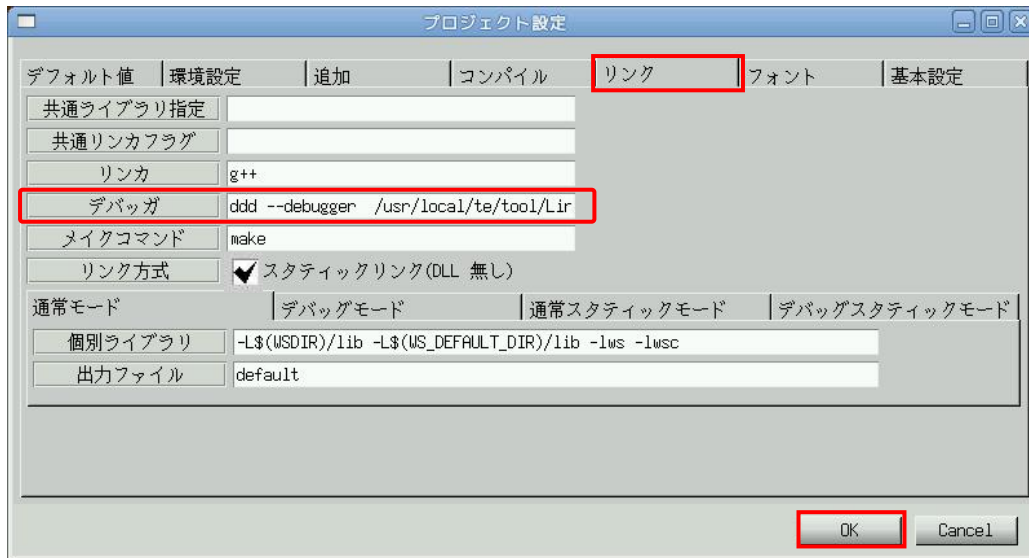 プロジェクト設定
デフォルト値 環境設定 追加 コンパイル リンク フォント 基本設定
共通ライブラリ指定
共通リンカフラグ
リンカ g++
デバッガ ddd --debugger /usr/local/te/tool/Lir
メイクコマンド make
リンク方式 スタティックリンク(DLL 無し)
通常モード デバッグモード 通常スタティックモード デバッグスタティックモード
個別ライブラリ -L$(WSDIR)/lib -L$(WS_DEFAULT_DIR)/lib -lws -lwsc
出力ファイル default
OK Cancel